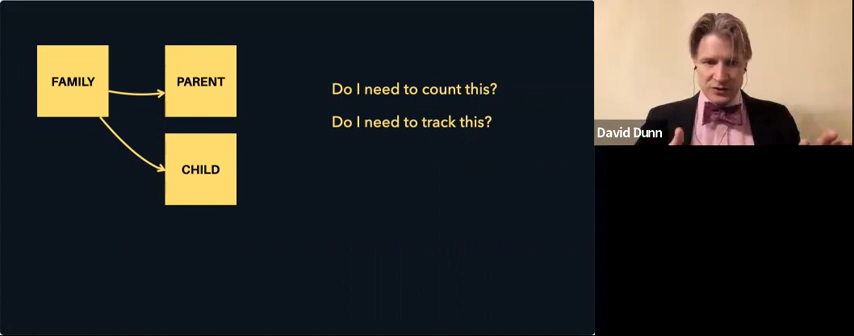 FAMILY
PARENT
CHILD
Do I need to count this?
Do I need to track this?
David Dunn